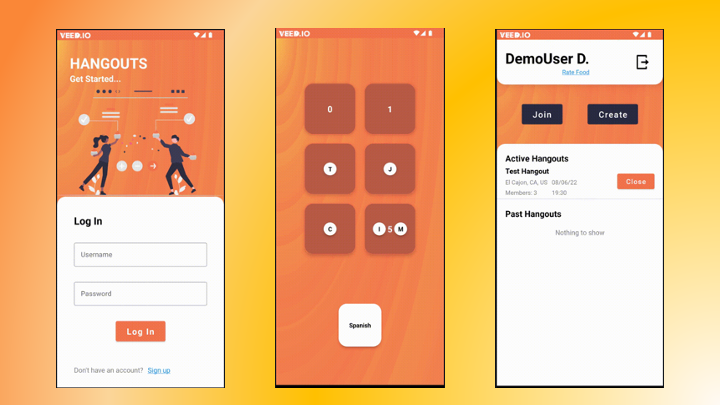 VEED.IO
HANGOUTS
Get Started...
Log In
Username
Password
Log In
Don't have an account? Sign up
VEED.IO
0 1
T J
C I 5 M
Spanish
VEED.IO
DemoUser D.
Rate Food
Join Create
Active Hangouts
Test Hangout
El Cajon, CA, US 08/06/22
Close
Members: 3 19:20
Past Hangouts
Nothing to show